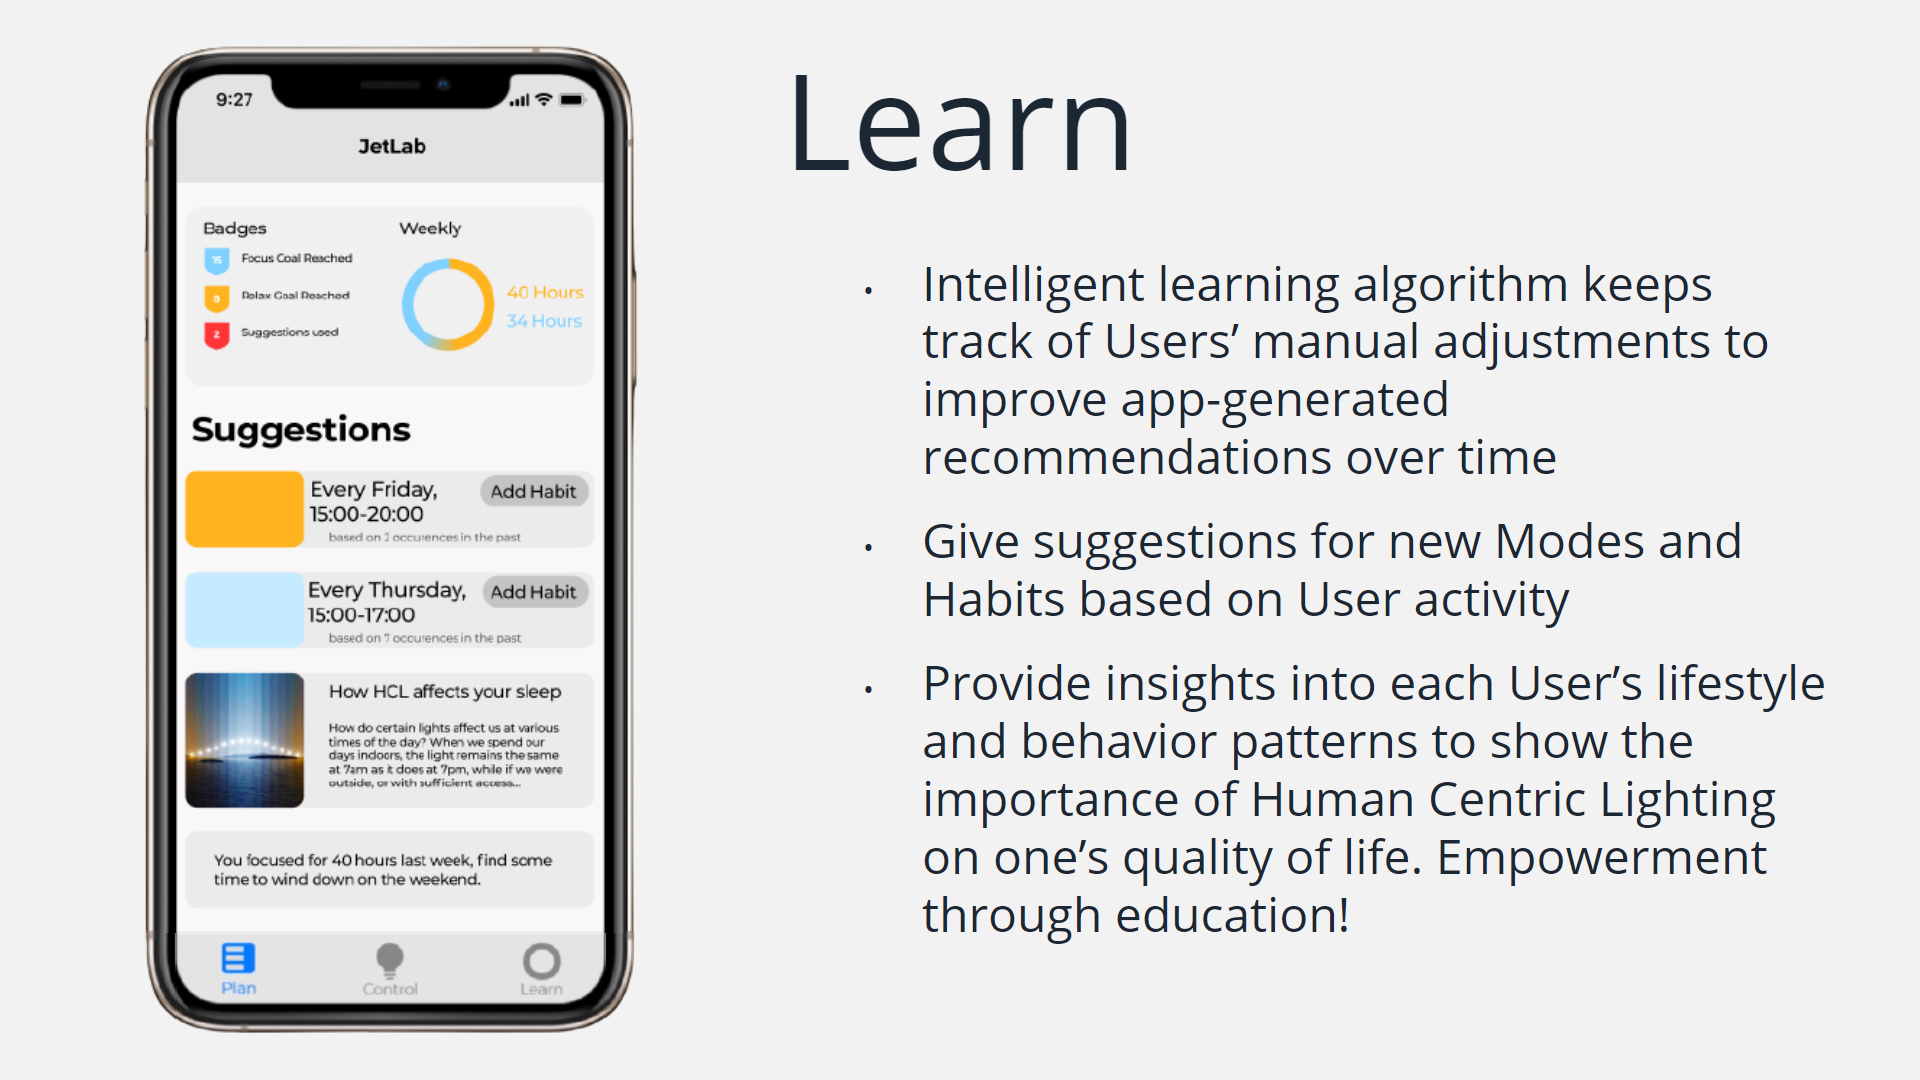 9:27
JetLab
Badges
15 Focus Goal Reached
Relax Goal Reached
2 Suggestions used
Weekly
40 Hours
34 Hours
Suggestions
Every Friday,
15:00-20:00
Add Habit
based on 2 occurences in the past
Every Thursday,
15:00-17:00
Add Habit
based on 7 occurences in the past
How HCL affects your sleep
How do certain lights affect us at various
times of the day? When we spend our
days indoors, the light remains the same
at 7am as it does at 7pm, while if we were
outside, or with sufficient access...
You focused for 40 hours last week, find some
time to wind down on the weekend.
Plan
Control
Learn
Learn
• Intelligent learning algorithm keeps
track of Users’ manual adjustments to
improve app-generated
recommendations over time
• Give suggestions for new Modes and
Habits based on User activity
• Provide insights into each User’s lifestyle
and behavior patterns to show the
importance of Human Centric Lighting
on one’s quality of life. Empowerment
through education!